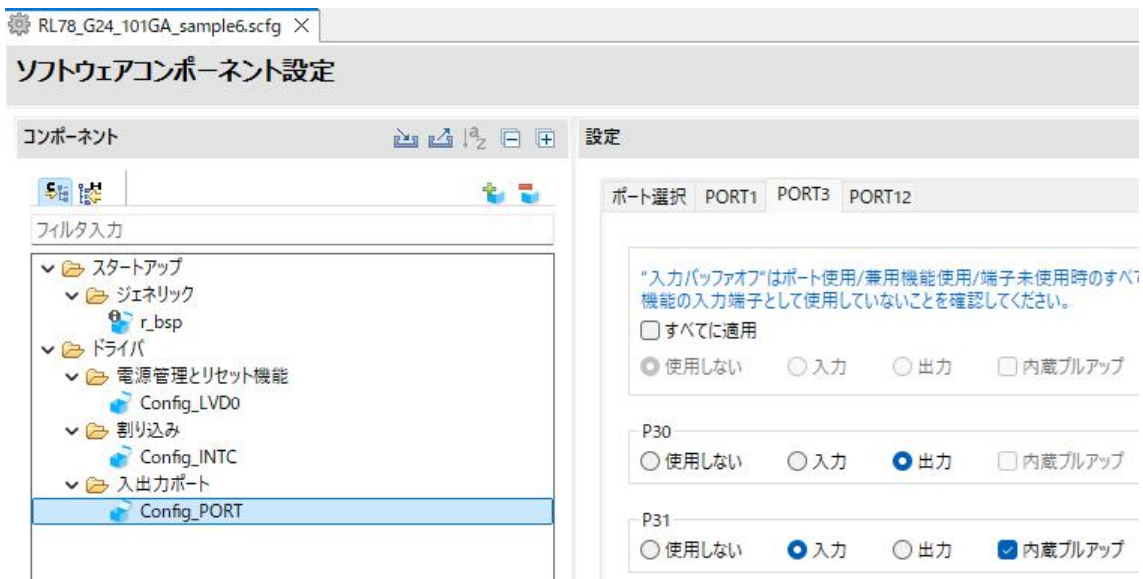 RL78_G24_101GA_sample6.scfg
ソフトウェアコンポーネント設定
コンポーネント
設定
ポート選択 PORT1 PORT3 PORT12
フィルタ入力
スタートアップ
ジェネリック
r_bsp
ドライバ
電源管理とリセット機能
Config_LVD0
割り込み
Config_INTC
入出力ポート
Config_PORT
"入力バッファオフ"はポート使用/兼用機能使用/端子未使用時のすべて
機能の入力端子として使用していないことを確認してください。
すべてに適用
使用しない 入力 出力 内蔵プルアップ
P30
使用しない 入力 出力 内蔵プルアップ
P31
使用しない 入力 出力 内蔵プルアップ